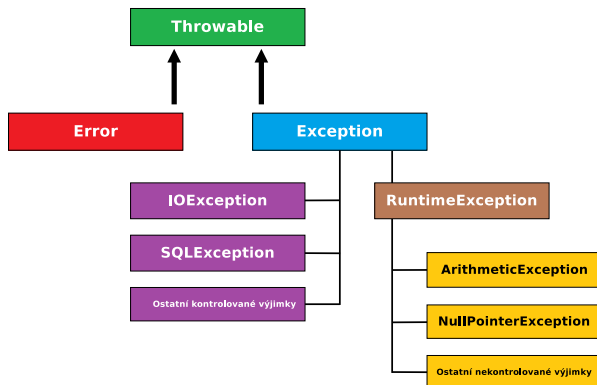 Throwable
Error
Exception
IOException
RuntimeException
SQLException
ArithmeticException
Ostatní kontrolované výjimky
NullPointerException
Ostatní nekontrolované výjimky